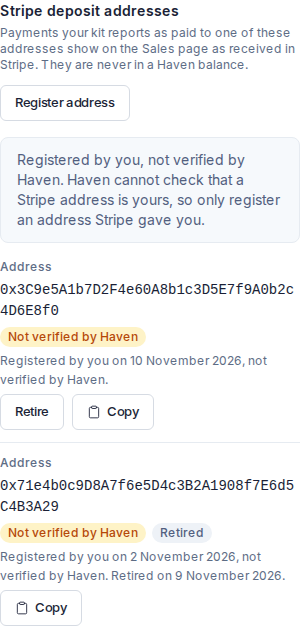 Stripe deposit addresses
Payments your kit reports as paid to one of these
addresses show on the Sales page as received in
Stripe. They are never in a Haven balance.
Register address
Registered by you, not verified by
Haven. Haven cannot check that a
Stripe address is yours, so only register
an address Stripe gave you.
Address
0x3C9e5A1b7D2F4e60A8b1c3D5E7f9A0b2c
4D6E8f0
Not verified by Haven
Registered by you on 10 November 2026, not
verified by Haven.
Retire
Copy
Address
0x71e4b0c9D8A7f6e5D4c3B2A1908f7E6d5
C4B3A29
Not verified by Haven
Retired
Registered by you on 2 November 2026, not
verified by Haven. Retired on 9 November 2026.
Copy